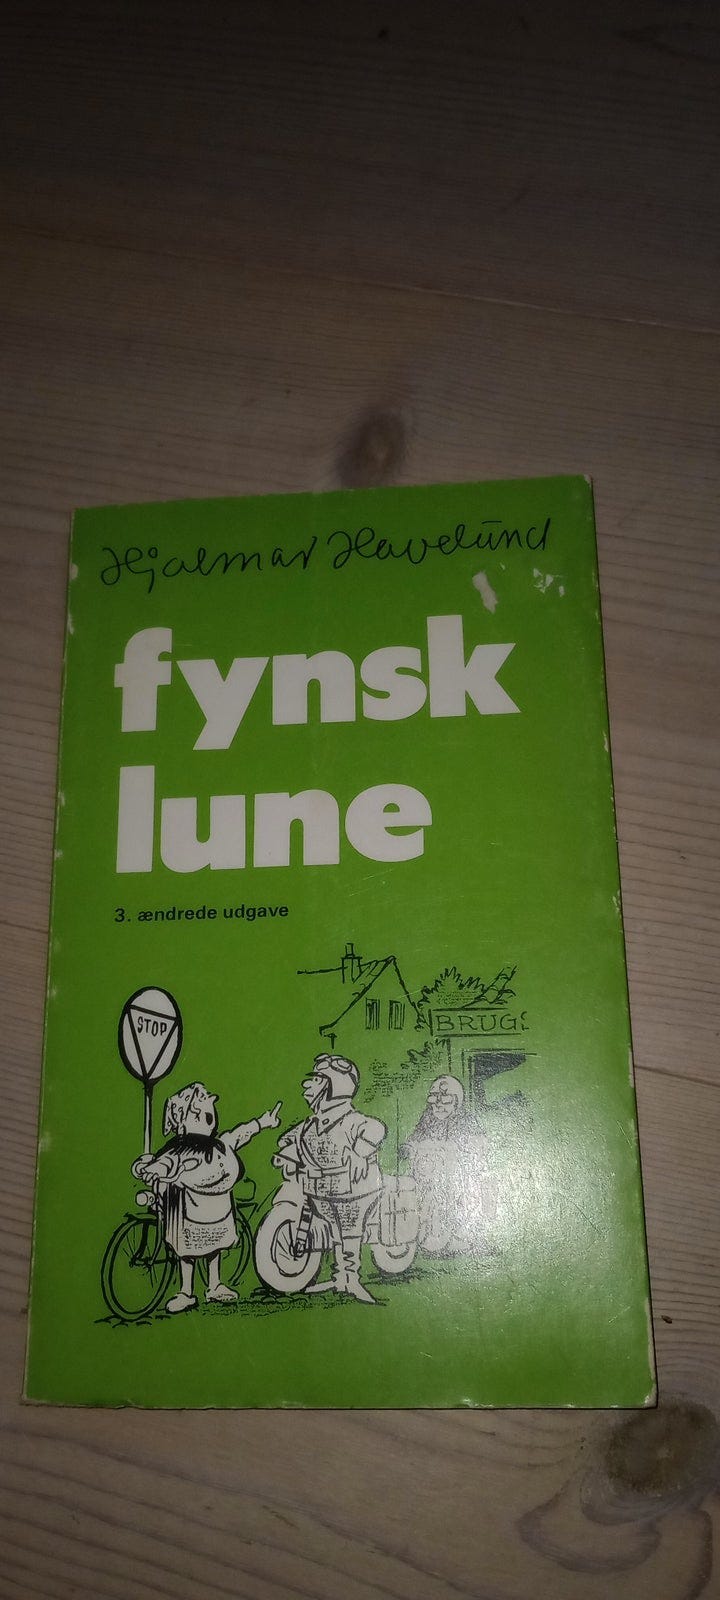 Hjalmar Havelund
fynsk
lune
3. ændrede udgave
STOP
BRUGS